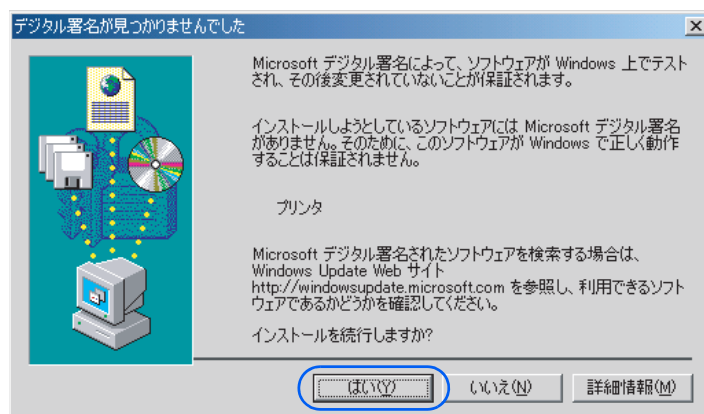 デジタル署名が見つかりませんでした
Microsoft デジタル署名によって、ソフトウェアが Windows 上でテスト
され、その後変更されていないことが保証されます。
インストールしようとしているソフトウェアには Microsoft デジタル署名
がありません。そのために、このソフトウェアが Windows で正しく動作
することは保証されません。
プリンタ
Microsoft デジタル署名されたソフトウェアを検索する場合は、
Windows Update Web サイト
http://windowsupdate.microsoft.com を参照し、利用できるソフト
ウェアであるかどうかを確認してください。
インストールを続行しますか?
はい(Y) いいえ(N) 詳細情報(M)